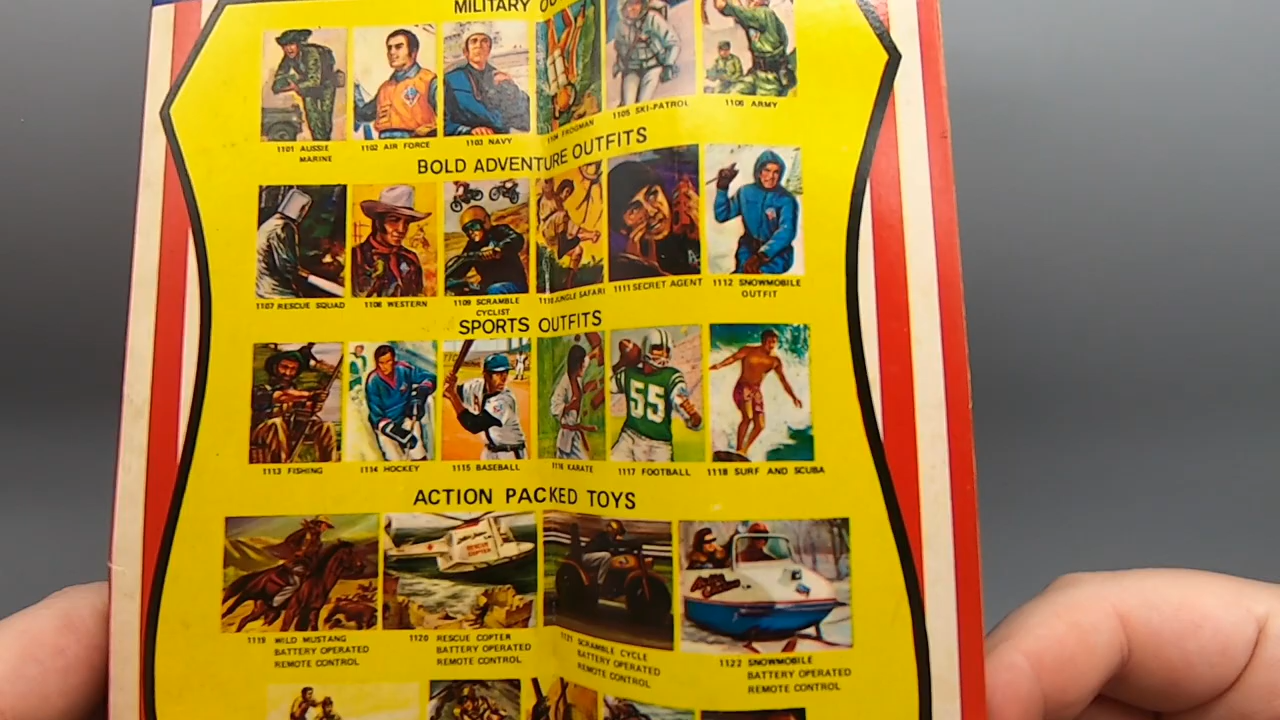 MILITARY
1101 AUSSIE
MARINE
1102 AIR FORCE
1103 NAVY
FROGMAN
1105 SKI-PATROL
1106 ARMY
BOLD ADVENTURE OUTFITS
1107 RESCUE SQUAD
1108 WESTERN
1109 SCRAMBLE
CYCLIST
1110 JUNGLE SAFARI
1111 SECRET AGENT
1112 SNOWMOBILE
OUTFIT
SPORTS OUTFITS
55
1113 FISHING
1114 HOCKEY
1115 BASEBALL
1116 KARATE
1117 FOOTBALL
1118 SURF AND SCUBA
ACTION PACKED TOYS
RESCUE
COPTER
1119 WILD MUSTANG
BATTERY OPERATED
REMOTE CONTROL
1120 RESCUE COPTER
BATTERY OPERATED
REMOTE CONTROL
1121 SCRAMBLE CYCLE
BATTERY OPERATED
REMOTE CONTROL
1122 SNOWMOBILE
BATTERY OPERATED
REMOTE CONTROL